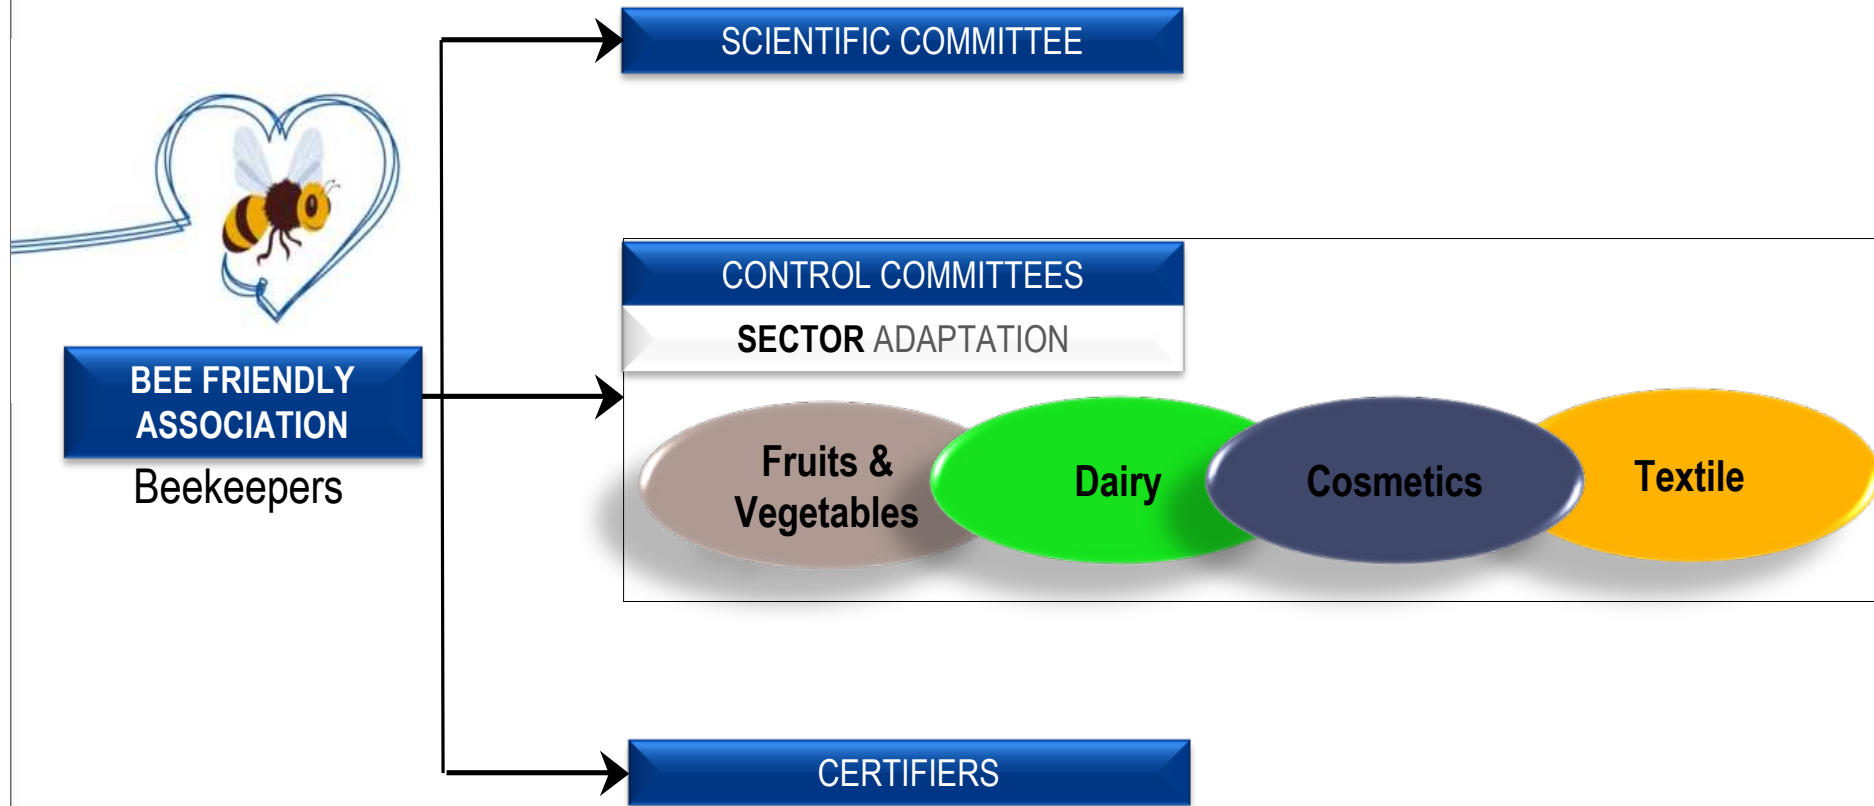 SCIENTIFIC COMMITTEE
CONTROL COMMITTEES
SECTOR ADAPTATION
BEE FRIENDLY
ASSOCIATION
Beekeepers
Fruits &
Vegetables
Dairy
Cosmetics
Textile
CERTIFIERS